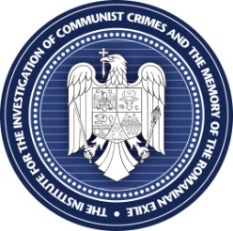 THE INSTITUTE FOR THE INVESTIGATION OF COMMUNIST CRIMES AND THE MEMORY OF THE ROMANIAN EXILE